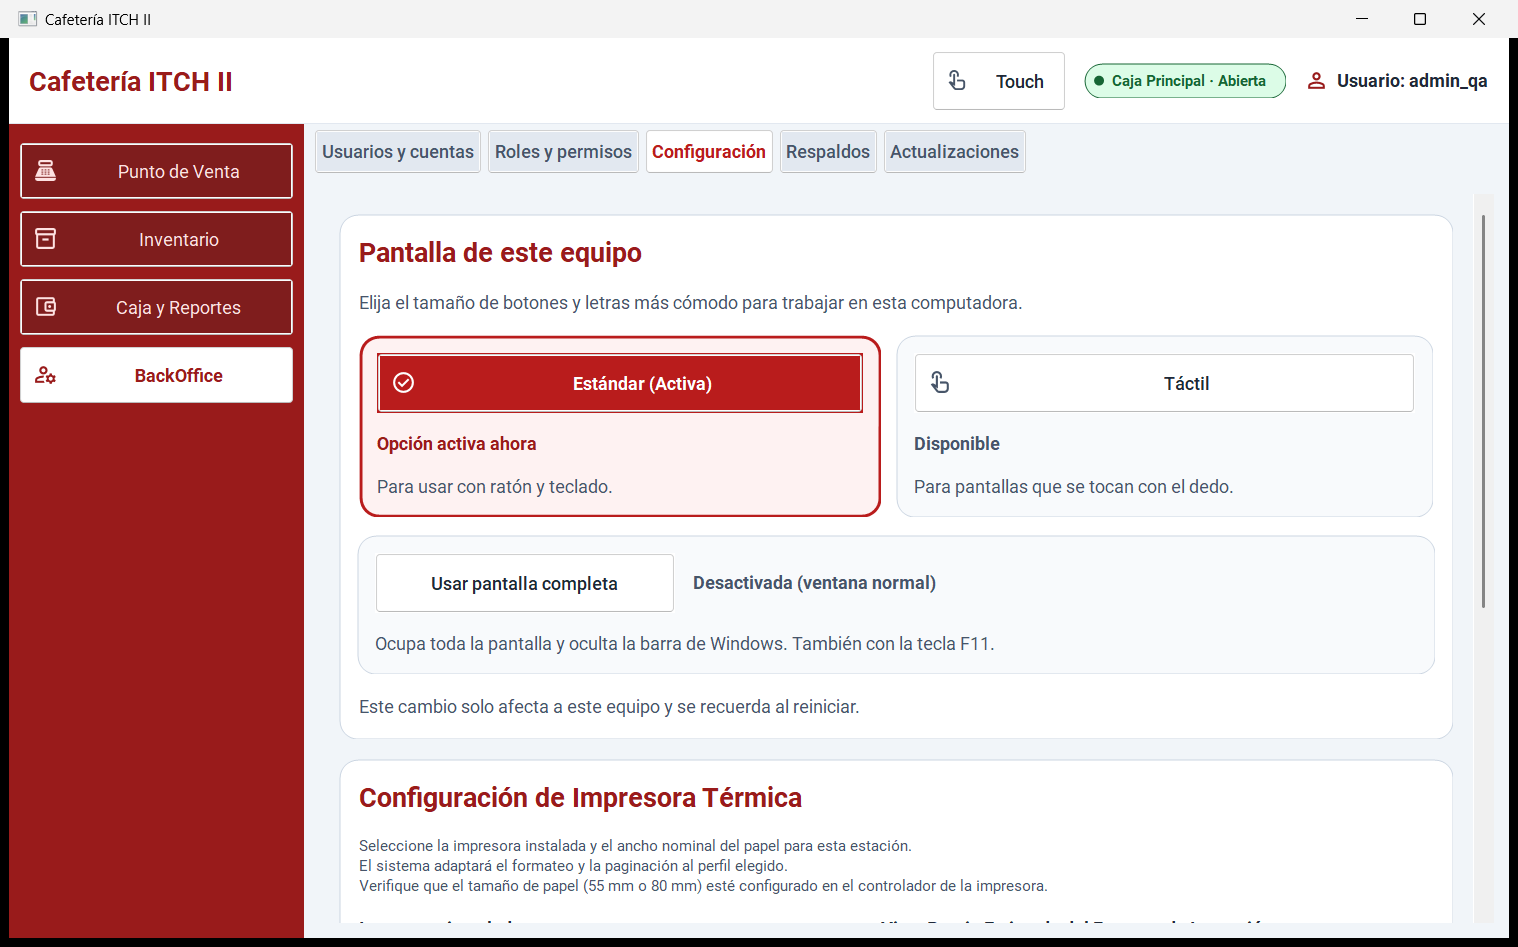 Cafetería ITCH II
Cafetería ITCH II
Touch
Caja Principal · Abierta
Usuario: admin_qa
Punto de Venta
Inventario
Caja y Reportes
BackOffice
Usuarios y cuentas
Roles y permisos
Configuración
Respaldos
Actualizaciones
Pantalla de este equipo
Elija el tamaño de botones y letras más cómodo para trabajar en esta computadora.
Estándar (Activa)
Opción activa ahora
Para usar con ratón y teclado.
Táctil
Disponible
Para pantallas que se tocan con el dedo.
Usar pantalla completa
Desactivada (ventana normal)
Ocupa toda la pantalla y oculta la barra de Windows. También con la tecla F11.
Este cambio solo afecta a este equipo y se recuerda al reiniciar.
Configuración de Impresora Térmica
Seleccione la impresora instalada y el ancho nominal del papel para esta estación.
El sistema adaptará el formateo y la paginación al perfil elegido.
Verifique que el tamaño de papel (55 mm o 80 mm) esté configurado en el controlador de la impresora.